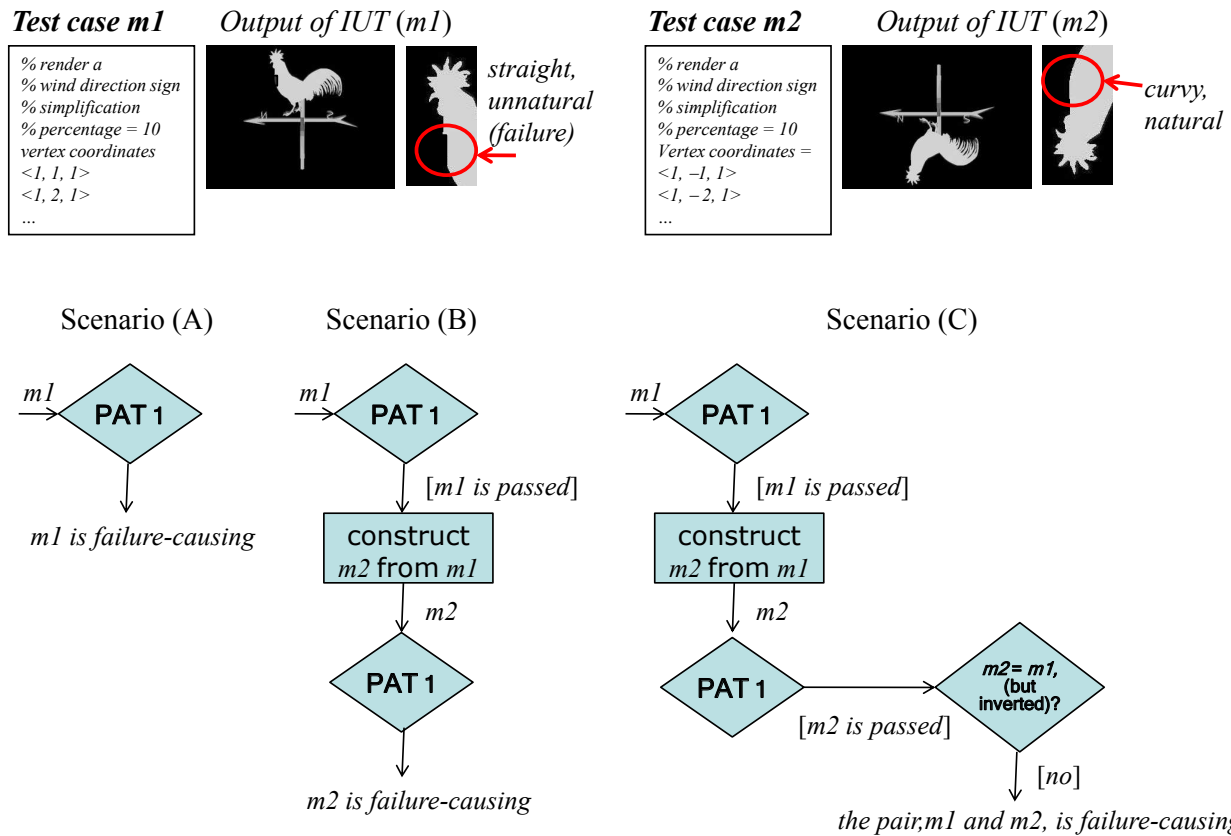 Test case m1
Output of IUT (m1)
% render a
% wind direction sign
% simplification
% percentage = 10
vertex coordinates
<1, 1, 1>
<1, 2, 1>
...
N
S
straight,
unnatural
(failure)
Test case m2
Output of IUT (m2)
% render a
% wind direction sign
% simplification
% percentage = 10
Vertex coordinates =
<1, −1, 1>
<1, −2, 1>
...
N
S
curvy,
natural
Scenario (A)
m1
PAT 1
m1 is failure-causing
Scenario (B)
m1
PAT 1
[m1 is passed]
construct
m2 from m1
m2
PAT 1
m2 is failure-causing
Scenario (C)
m1
PAT 1
[m1 is passed]
construct
m2 from m1
m2
PAT 1
[m2 is passed]
m2= m1,
(but
inverted)?
[no]
the pair,m1 and m2, is failure-causing